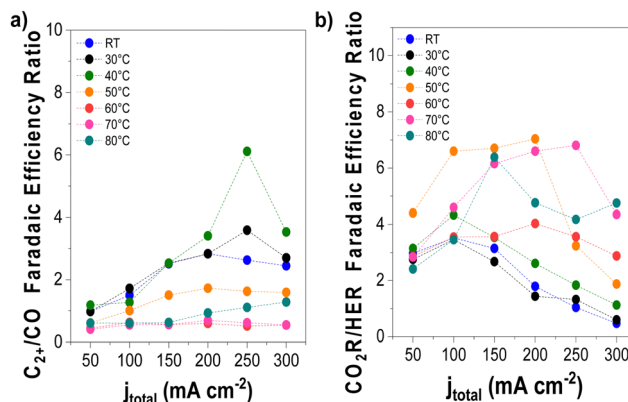 a)
C₂₊/CO Faradaic Efficiency Ratio
10
8
6
4
2
0
RT
30°C
40°C
50°C
60°C
70°C
80°C
50 100 150 200 250 300
j_total (mA cm⁻²)
b)
CO₂R/HER Faradaic Efficiency Ratio
10
8
6
4
2
0
RT
30°C
40°C
50°C
60°C
70°C
80°C
50 100 150 200 250 300
j_total (mA cm⁻²)